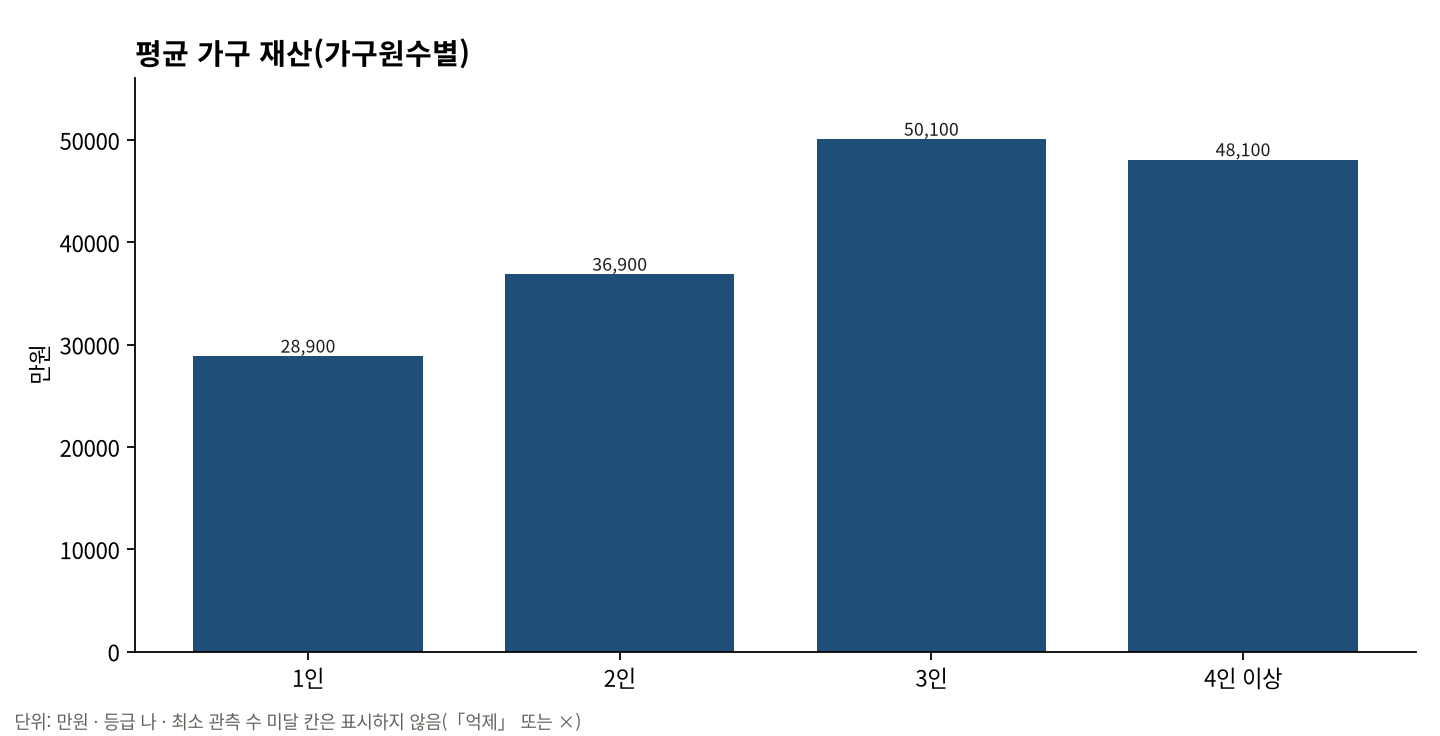 평균 가구 재산(가구원수별)
만원
50000
40000
30000
20000
10000
0
28,900
36,900
50,100
48,100
1인
2인
3인
4인 이상
단위: 만원 · 등급 나 · 최소 관측 수 미달 칸은 표시하지 않음(「억제」 또는 ×)